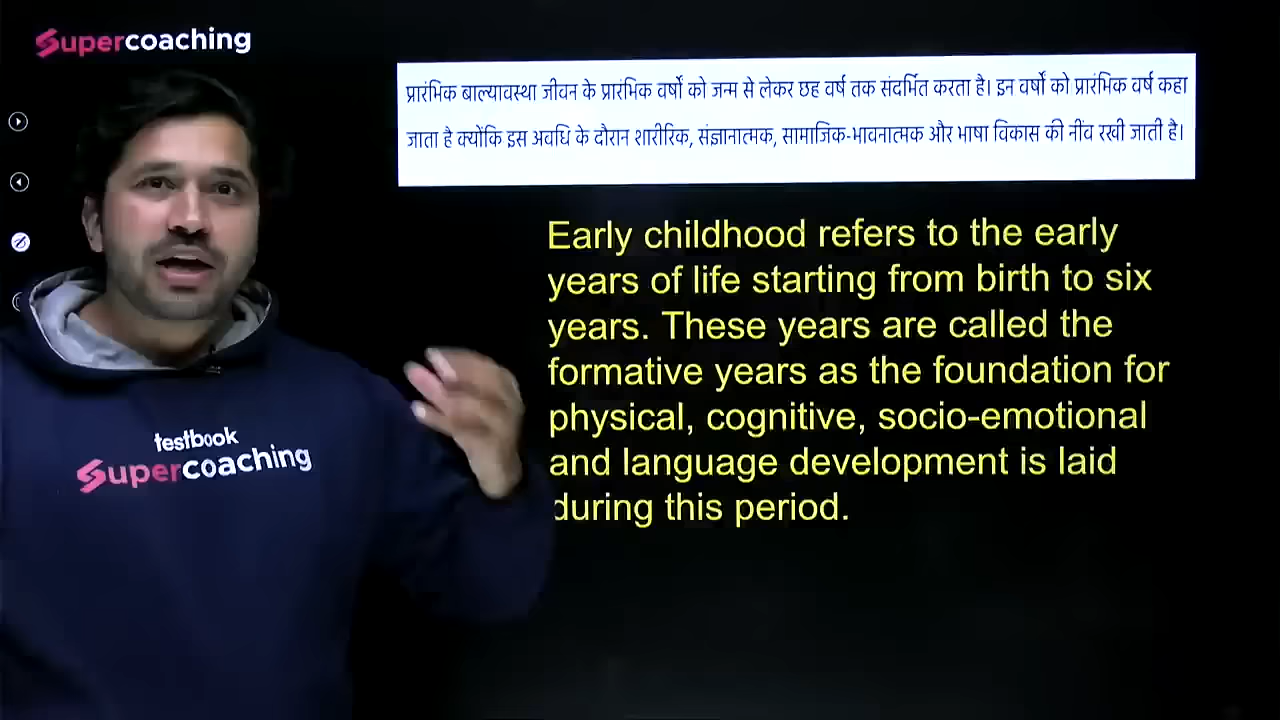 Supercoaching
प्रारंभिक बाल्यावस्था जीवन के प्रारंभिक वर्षों को जन्म से लेकर छह वर्ष तक संदर्भित करता है। इन वर्षों को प्रारंभिक वर्ष कहा
जाता है क्योंकि इस अवधि के दौरान शारीरिक, संज्ञानात्मक, सामाजिक-भावनात्मक और भाषा विकास की नींव रखी जाती है।
Early childhood refers to the early
years of life starting from birth to six
years. These years are called the
formative years as the foundation for
physical, cognitive, socio-emotional
and language development is laid
during this period.
testbook
Supercoaching